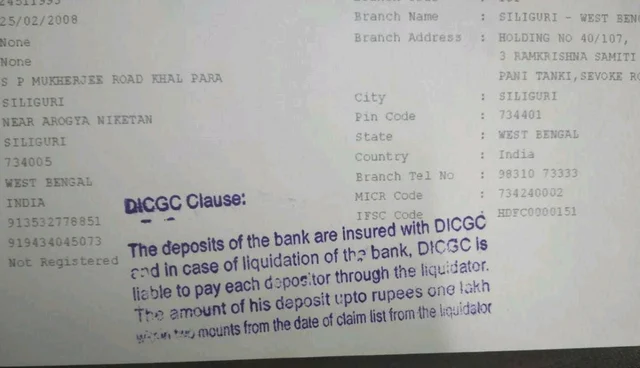 25/02/2008
None
None
S P MUKHERJEE ROAD KHAL PARA
SILIGURI
NEAR AROGYA NIKETAN
SILIGURI
734005
WEST BENGAL
INDIA
913532778851
919434045073
Not Registered
Branch Name : SILIGURI - WEST BEN
Branch Address : HOLDING NO 40/107,
3 RAMKRISHNA SAMITI
PANI TANKI,SEVOKE R
City : SILIGURI
Pin Code : 734401
State : WEST BENGAL
Country : India
Branch Tel No : 98310 73333
MICR Code : 734240002
IFSC Code : HDFC0000151
DICGC Clause:
The deposits of the bank are insured with DICGC
and in case of liquidation of the bank, DICGC is
liable to pay each depositor through the liquidator.
The amount of his deposit upto rupees one lakh
two mounts from the date of claim list from the liquidator